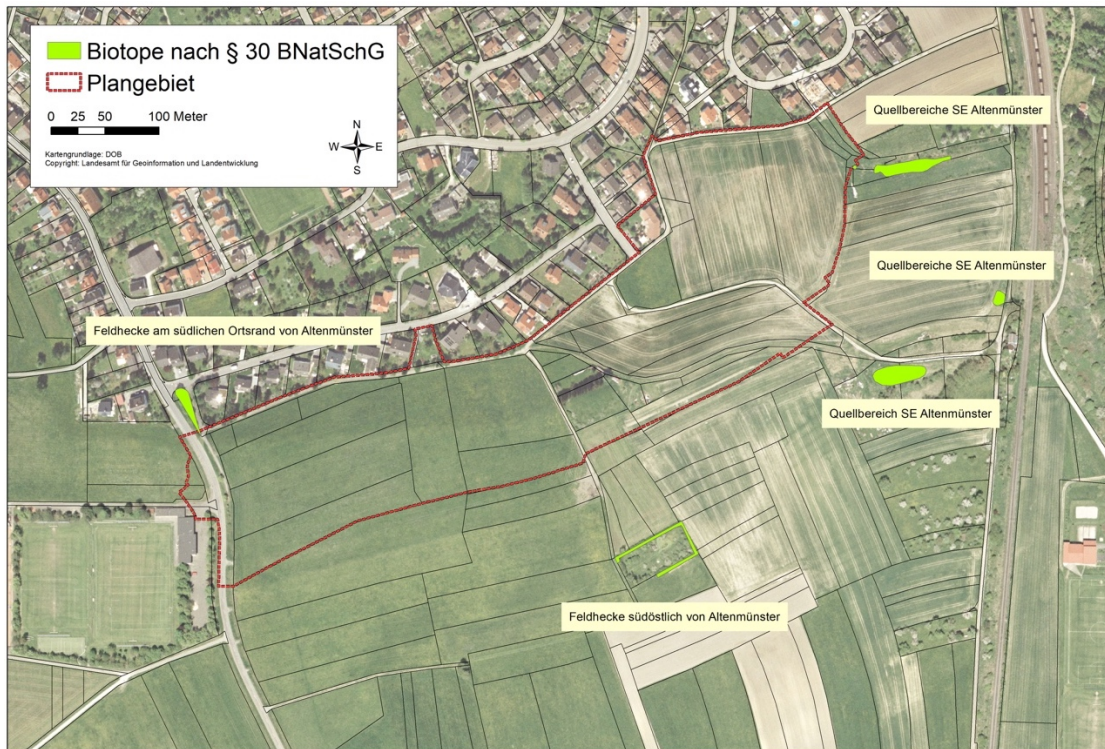 Biotope nach § 30 BNatSchG
Plangebiet
0 25 50 100 Meter
Kartengrundlage: DOB
Copyright: Landesamt für Geoinformation und Landentwicklung
N
W E
S
Quellbereiche SE Altenmünster
Quellbereiche SE Altenmünster
Feldhecke am südlichen Ortsrand von Altenmünster
Quellbereich SE Altenmünster
Feldhecke südöstlich von Altenmünster